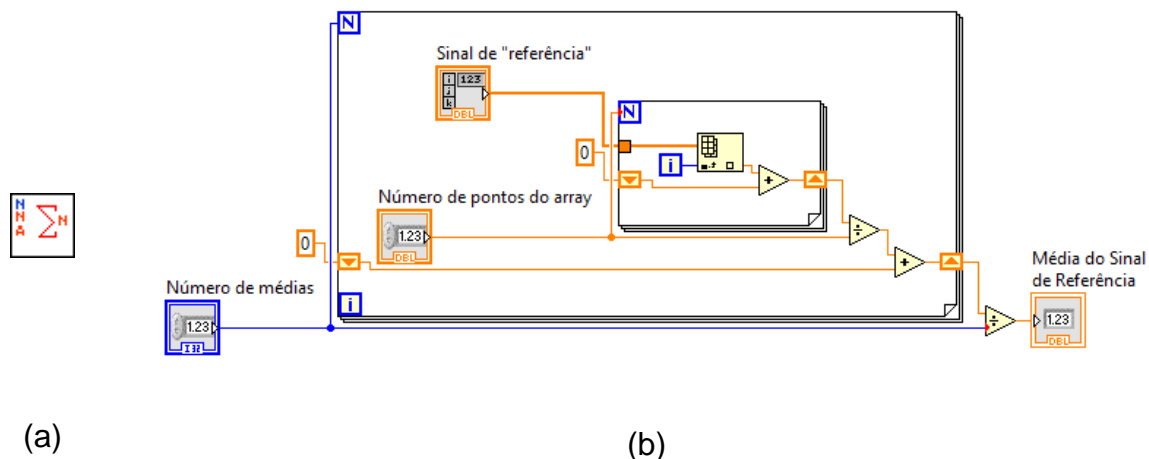 N
Sinal de "referência"
i 123
j
k
DBL
N
0
i
+
Número de pontos do array
1.23
DBL
÷
+
N
N
A
Σ N
0
i
Número de médias
1.23
I32
÷
Média do Sinal
de Referência
1.23
DBL
(a)
(b)